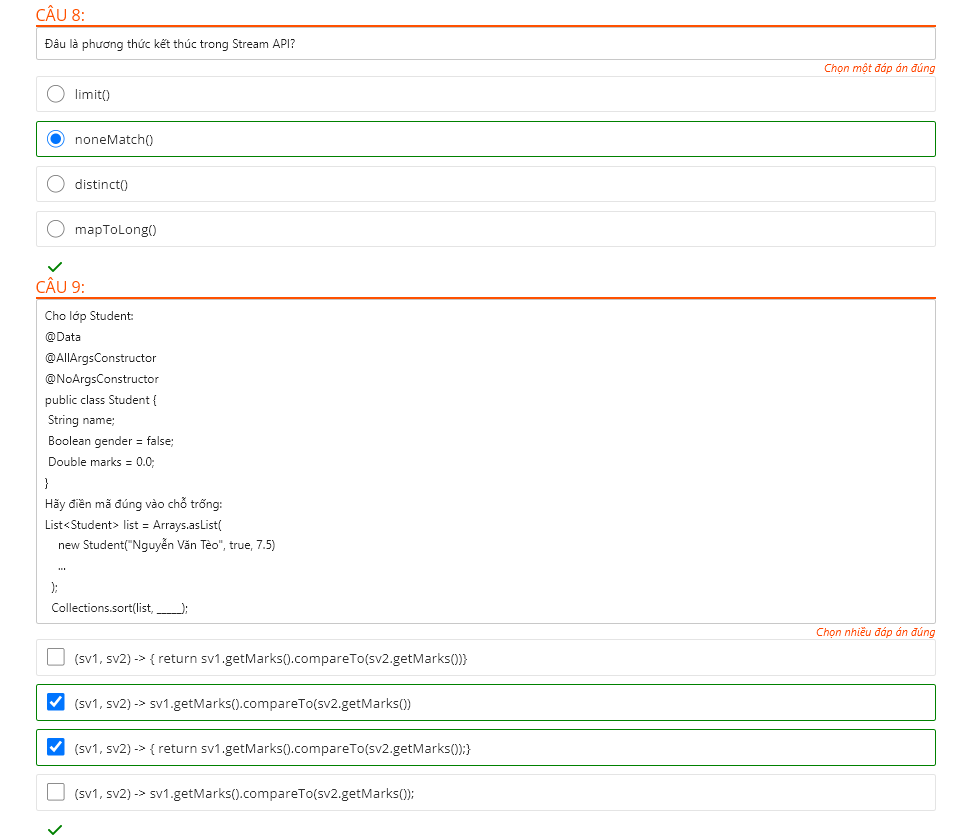 CÂU 8:
Đâu là phương thức kết thúc trong Stream API?
Chọn một đáp án đúng
limit()
noneMatch()
distinct()
mapToLong()
CÂU 9:
Cho lớp Student:
@Data
@AllArgsConstructor
@NoArgsConstructor
public class Student {
String name;
Boolean gender = false;
Double marks = 0.0;
}
Hãy điền mã đúng vào chỗ trống:
List<Student> list = Arrays.asList(
new Student("Nguyễn Văn Tèo", true, 7.5)
...
);
Collections.sort(list, _____);
Chọn nhiều đáp án đúng
(sv1, sv2) -> { return sv1.getMarks().compareTo(sv2.getMarks())}
(sv1, sv2) -> sv1.getMarks().compareTo(sv2.getMarks())
(sv1, sv2) -> { return sv1.getMarks().compareTo(sv2.getMarks());}
(sv1, sv2) -> sv1.getMarks().compareTo(sv2.getMarks());